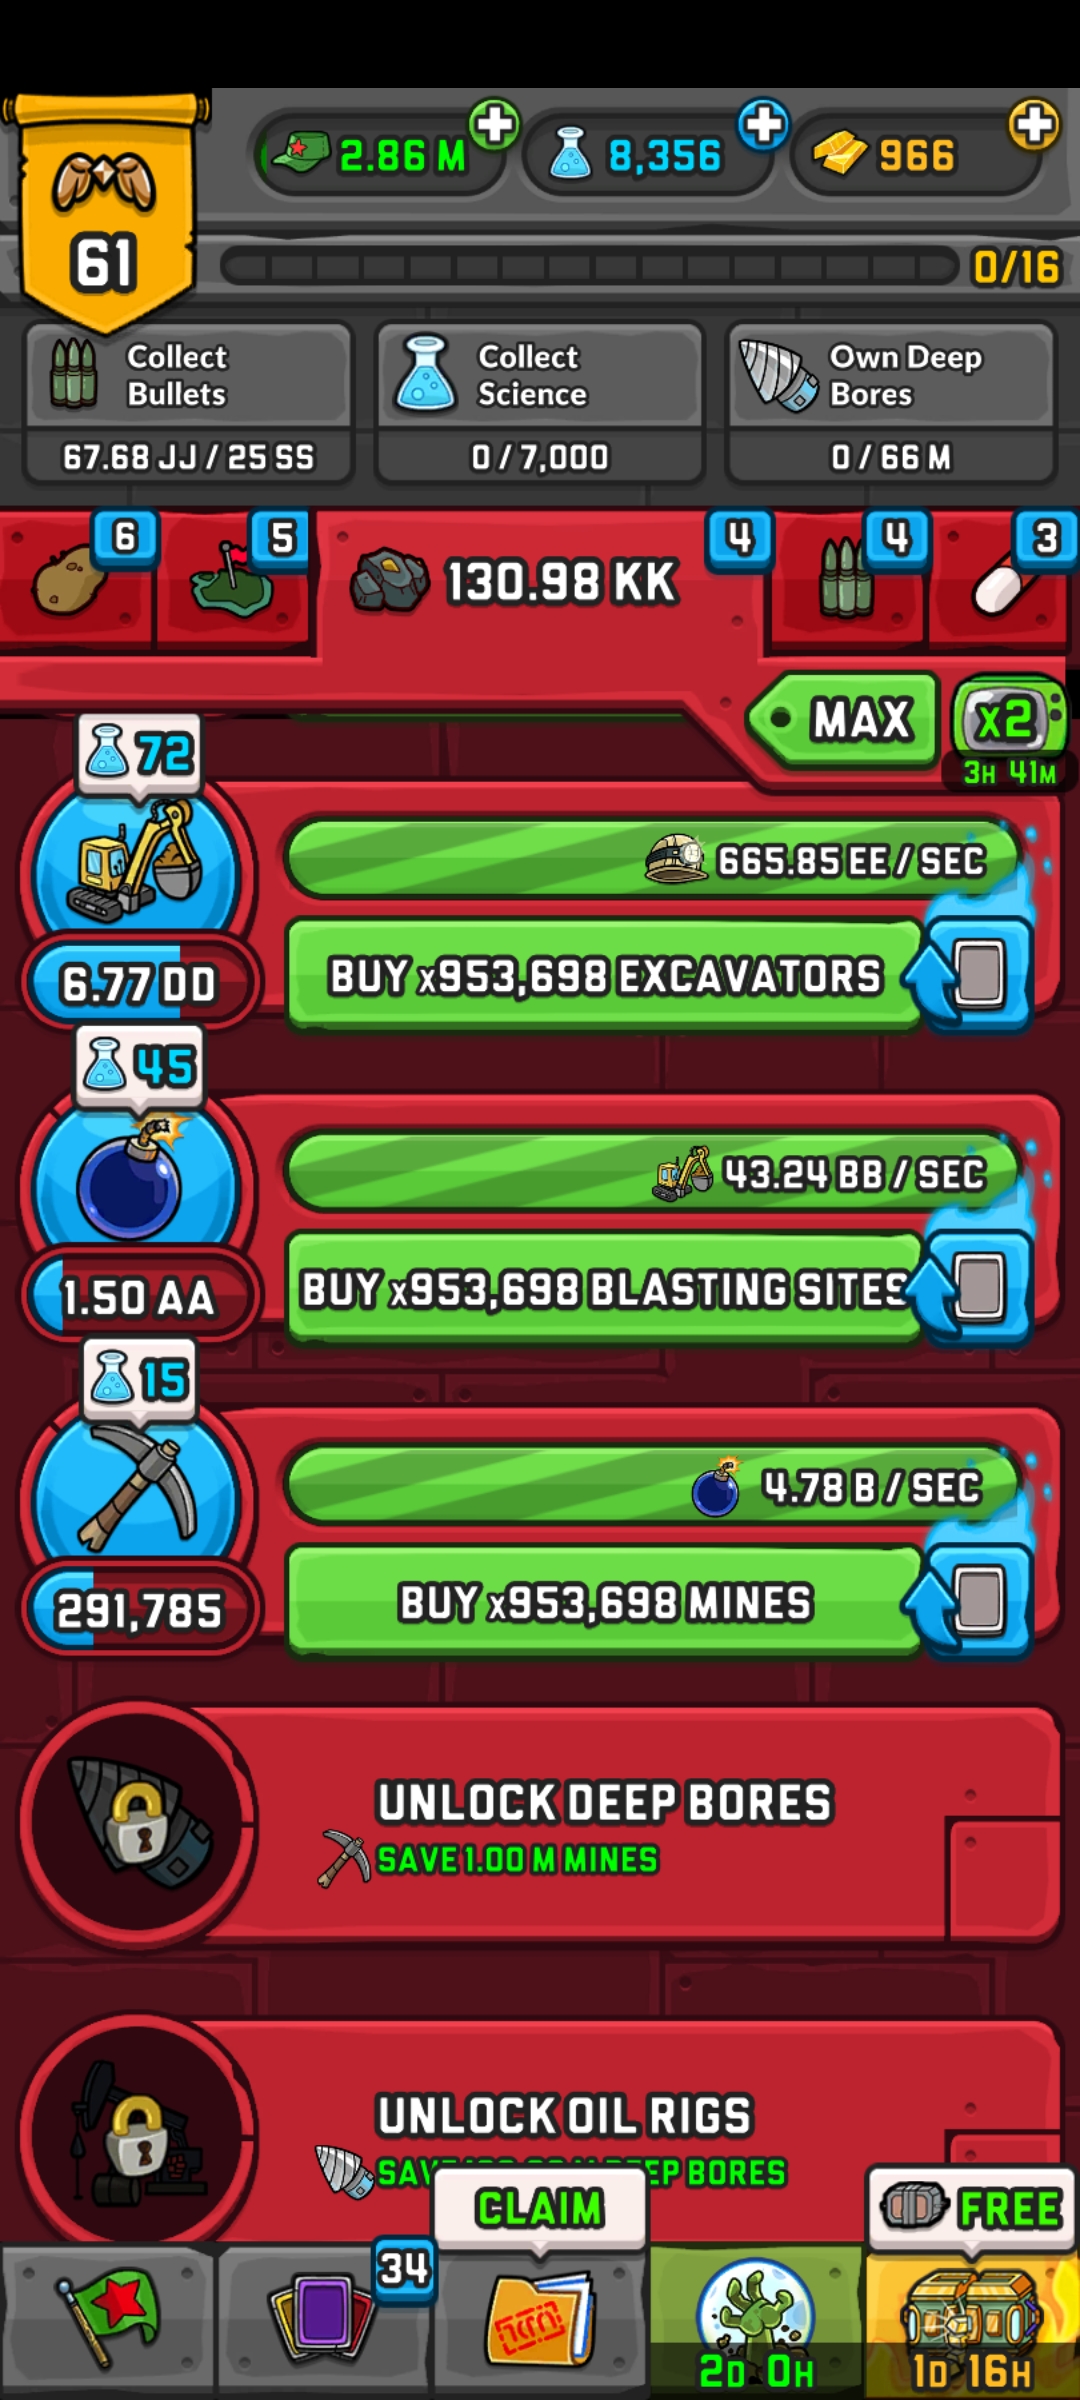 61
2.86 M
8,356
966
0/16
Collect
Bullets
67.68 JJ / 25 SS
Collect
Science
0 / 7,000
Own Deep
Bores
0 / 66 M
6
5
130.98 KK
4
4
3
MAX
x2
3H 41M
72
665.85 EE / SEC
6.77 DD
BUY x953,698 EXCAVATORS
45
43.24 BB / SEC
1.50 AA
BUY x953,698 BLASTING SITES
15
4.78 B / SEC
291,785
BUY x953,698 MINES
UNLOCK DEEP BORES
SAVE 1.00 M MINES
UNLOCK OIL RIGS
DEEP BORES
CLAIM
FREE
34
2D 0H
1D 16H